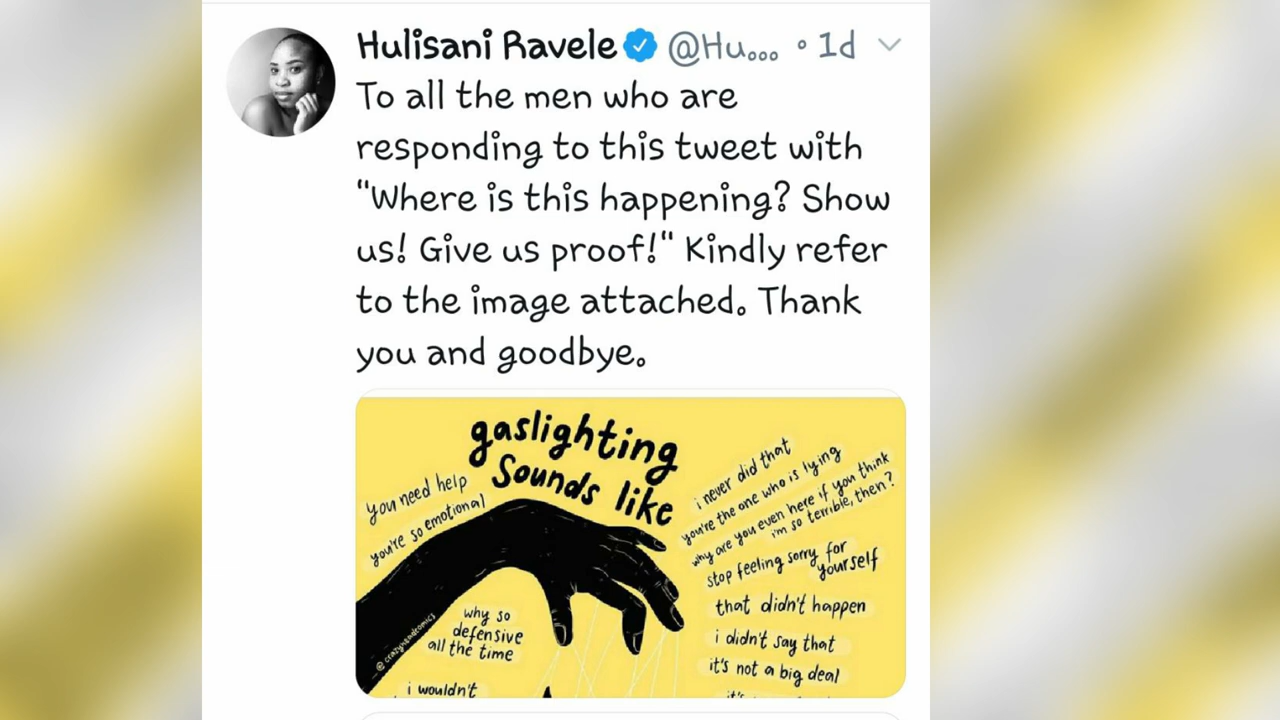 Hulisani Ravele @Hu... • 1d
To all the men who are
responding to this tweet with
"Where is this happening? Show
us! Give us proof!" Kindly refer
to the image attached. Thank
you and goodbye.
gaslighting
Sounds like
you need help
you're so emotional
@crazyheadcomics
why so
defensive
all the time
i wouldn't
i never did that
you're the one who is lying
why are you even here if you think
i'm so terrible, then?
stop feeling sorry for
yourself
that didn't happen
i didn't say that
it's not a big deal
it's